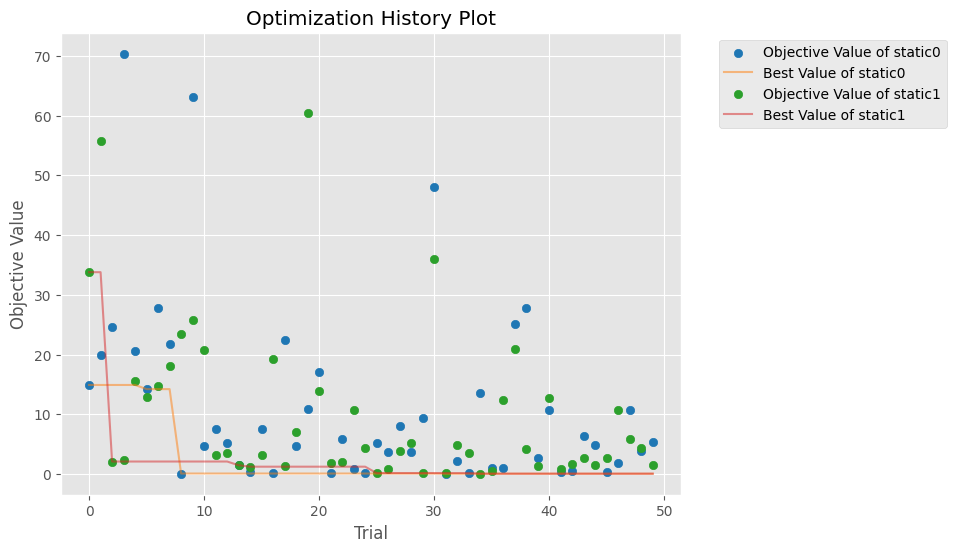 Optimization History Plot
Objective Value of static0
Best Value of static0
Objective Value of static1
Best Value of static1
70
60
50
40
30
20
10
0
Objective Value
0 10 20 30 40 50
Trial